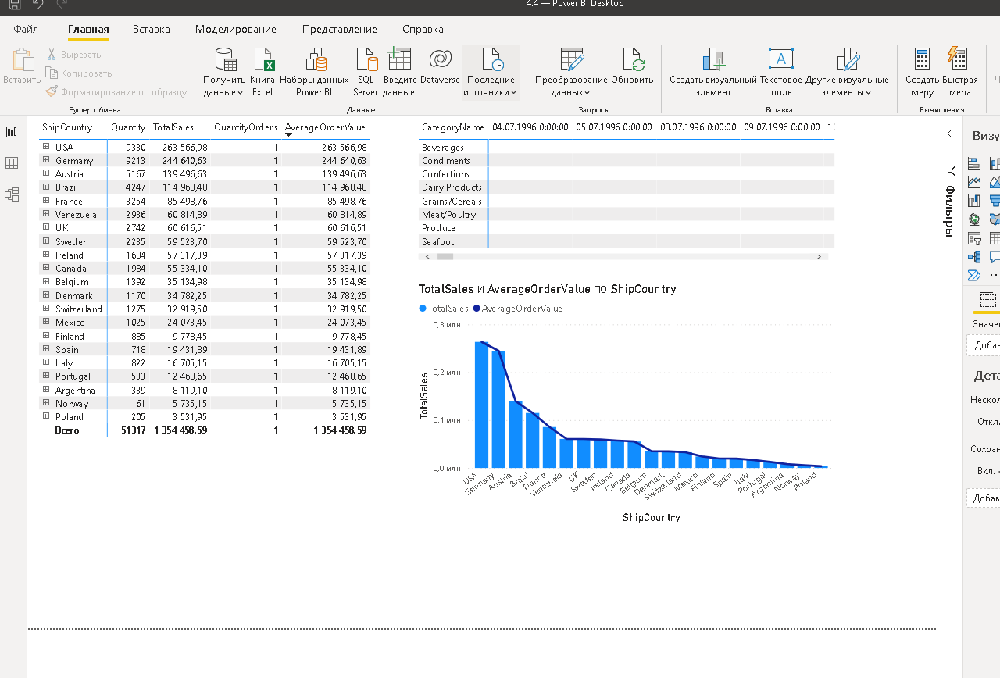 4.4 — Power BI Desktop
Файл Главная Вставка Моделирование Представление Справка
Вставить
Вырезать
Копировать
Форматирование по образцу
Буфер обмена
Получить данные
Книга Excel
Наборы данных Power BI
SQL Server
Введите данные.
Dataverse
Последние источники
Данные
Преобразование данных
Обновить
Запросы
Создать визуальный элемент
Текстовое поле
Другие визуальные элементы
Вставка
Создать меру
Быстрая мера
Вычисления
ShipCountry Quantity TotalSales QuantityOrders AverageOrderValue
USA 9330 263 566,98 1 263 566,98
Germany 9213 244 640,63 1 244 640,63
Austria 5167 139 496,63 1 139 496,63
Brazil 4247 114 968,48 1 114 968,48
France 3254 85 498,76 1 85 498,76
Venezuela 2936 60 814,89 1 60 814,89
UK 2742 60 616,51 1 60 616,51
Sweden 2235 59 523,70 1 59 523,70
Ireland 1684 57 317,39 1 57 317,39
Canada 1984 55 334,10 1 55 334,10
Belgium 1392 35 134,98 1 35 134,98
Denmark 1170 34 782,25 1 34 782,25
Switzerland 1275 32 919,50 1 32 919,50
Mexico 1025 24 073,45 1 24 073,45
Finland 885 19 778,45 1 19 778,45
Spain 718 19 431,89 1 19 431,89
Italy 822 16 705,15 1 16 705,15
Portugal 533 12 468,65 1 12 468,65
Argentina 339 8 119,10 1 8 119,10
Norway 161 5 735,15 1 5 735,15
Poland 205 3 531,95 1 3 531,95
Всего 51317 1 354 458,59 1 1 354 458,59
CategoryName 04.07.1996 0:00:00 05.07.1996 0:00:00 08.07.1996 0:00:00 09.07.1996 0:00:00 10
Beverages
Condiments
Confections
Dairy Products
Grains/Cereals
Meat/Poultry
Produce
Seafood
TotalSales и AverageOrderValue по ShipCountry
TotalSales AverageOrderValue
0,3 млн
0,2 млн
0,1 млн
0,0 млн
TotalSales
USA Germany Austria Brazil France Venezuela UK Sweden Ireland Canada Belgium Denmark Switzerland Mexico Finland Spain Italy Portugal Argentina Norway Poland
ShipCountry
Фильтры
Визу
Значе
Добав
Дета
Нескол
Откл.
Сохран
Вкл.
Добав